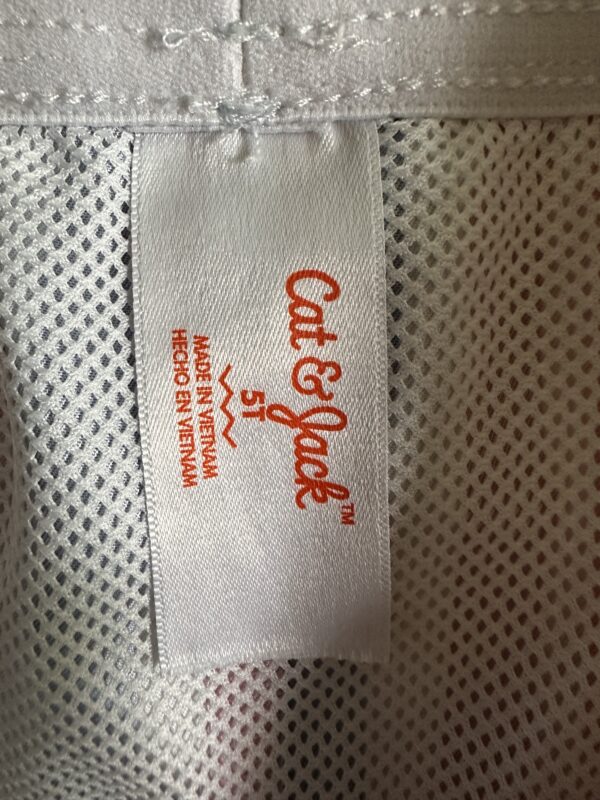 Cat & Jack™
5T
MADE IN VIETNAM
HECHO EN VIETNAM